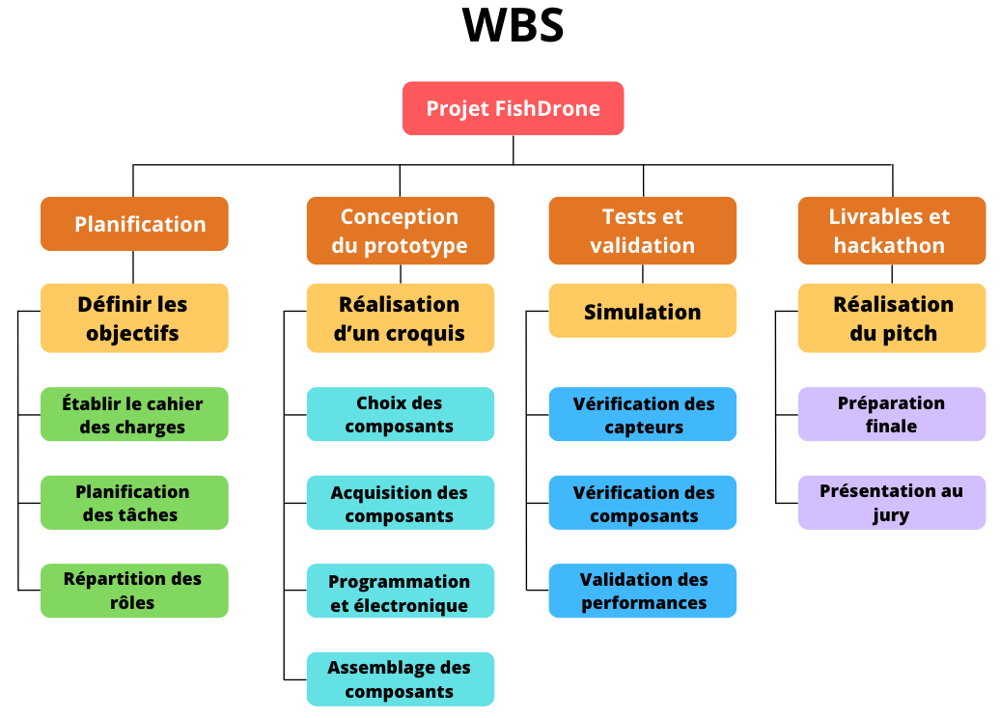 WBS
Projet FishDrone
Planification
Définir les
objectifs
Établir le cahier
des charges
Planification
des tâches
Répartition des
rôles
Conception
du prototype
Réalisation
d’un croquis
Choix des
composants
Acquisition des
composants
Programmation
et électronique
Assemblage des
composants
Tests et
validation
Simulation
Vérification des
capteurs
Vérification des
composants
Validation des
performances
Livrables et
hackathon
Réalisation
du pitch
Préparation
finale
Présentation au
jury